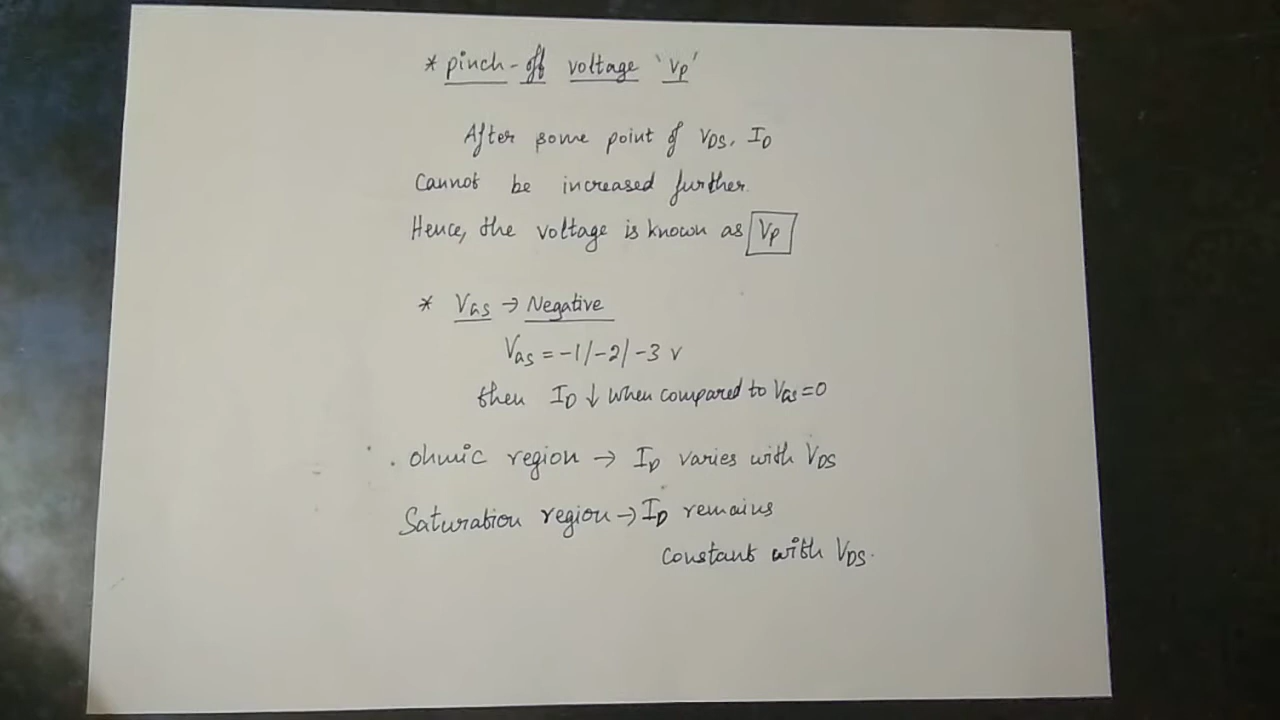 * pinch-off voltage 'Vp'
After some point of VDS, ID
Cannot be increased further.
Hence, the voltage is known as Vp
* VGS → Negative
VGS = -1/-2/-3 V
then ID ↓ when compared to VGS=0
. ohmic region → ID varies with VDS
Saturation region → ID remains
constant with VDS.